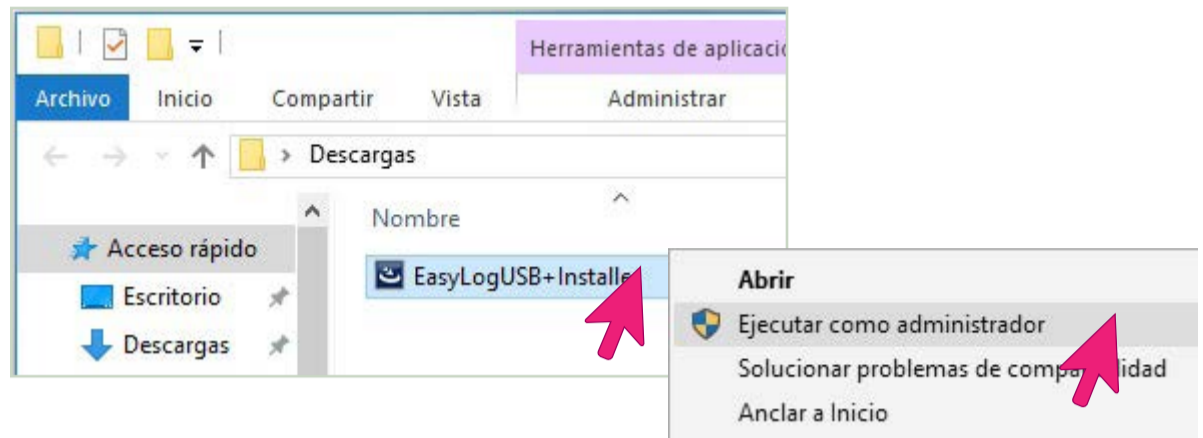 Herramientas de aplicació
Archivo Inicio Compartir Vista Administrar
Descargas
Nombre
Acceso rápido
EasyLogUSB+Installe
Escritorio
Descargas
Abrir
Ejecutar como administrador
Solucionar problemas de compa lidad
Anclar a Inicio